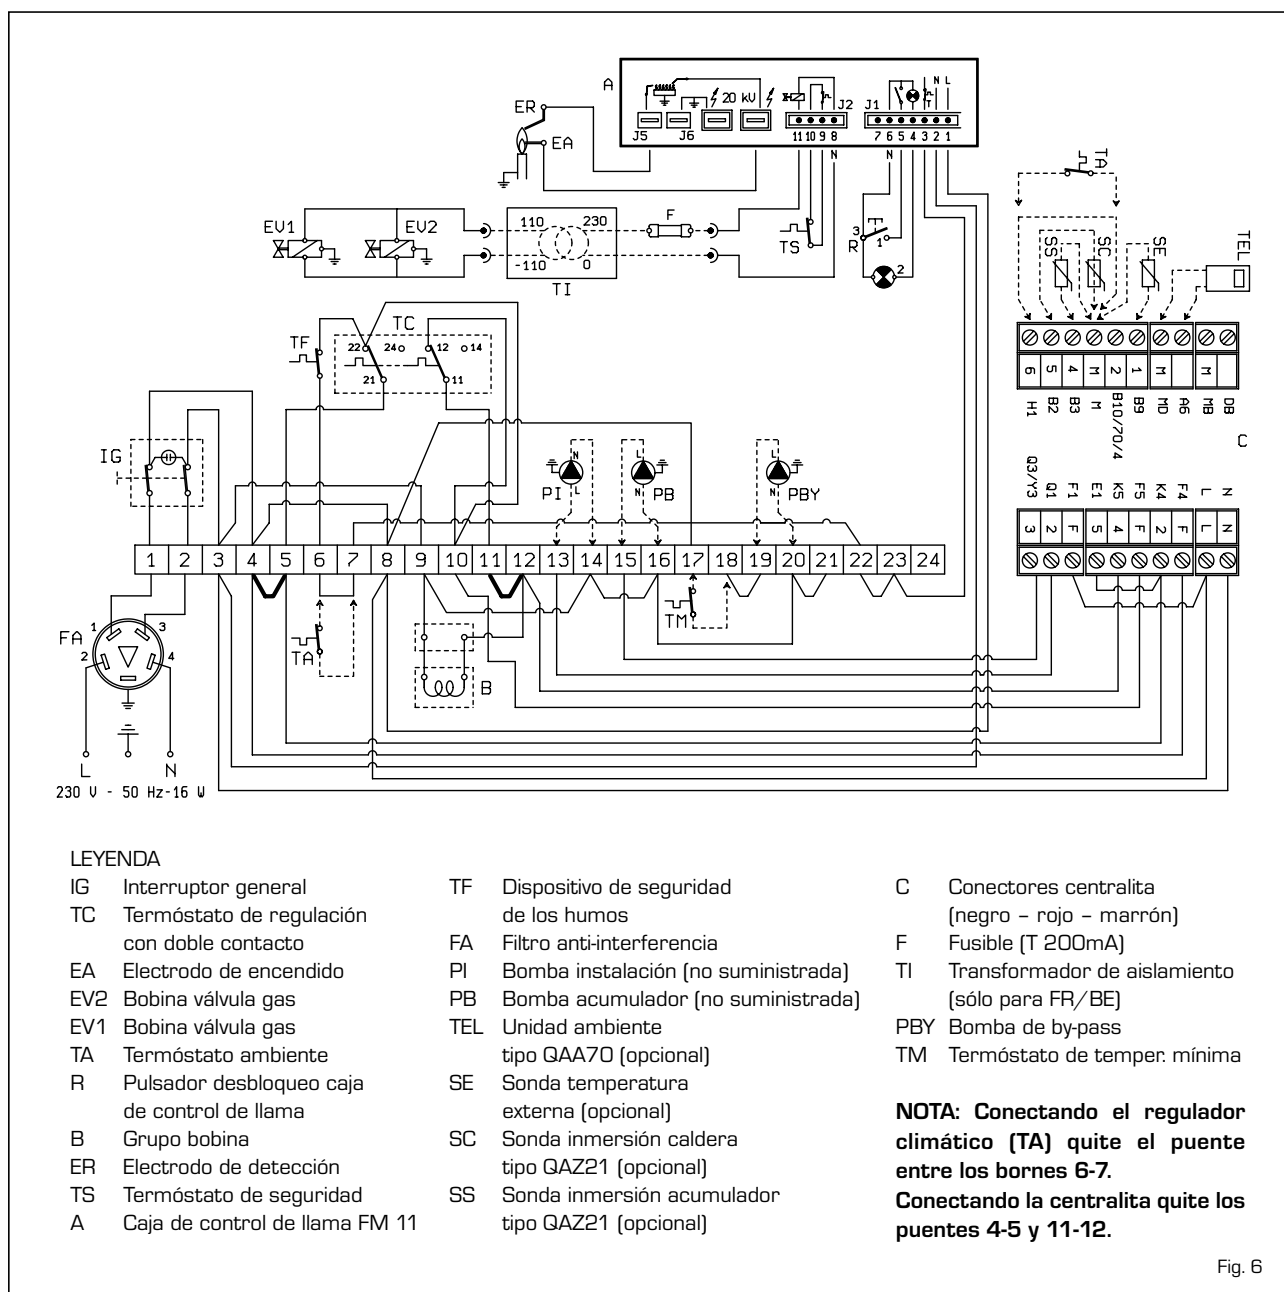 A
20 kV
J5
J6
J2
J1
N L
11 10 9 8
7 6 5 4 3 2 1
N
N
ER
EA
TA
EV1
EV2
110
230
-110
0
TI
F
TS
3
R
1
2
SS
SC
SE
TEL
TC
TF
22
24
12
14
21
11
6 5 4 M 2 1 M M
H1 B2 B3 M B10/70/4 B9 MD A6 MB DB
C
IG
N
L
PI
L
N
PB
L
N
PBY
Q3/Y3 Q1 F1 E1 K5 F5 K4 F4 L N
3 2 F 5 4 F 2 F L N
1 2 3 4 5 6 7 8 9 10 11 12 13 14 15 16 17 18 19 20 21 22 23 24
FA
1
3
2
4
TA
B
TM
L
N
230 V - 50 Hz-16 W
LEYENDA
IG Interruptor general
TC Termóstato de regulación
con doble contacto
EA Electrodo de encendido
EV2 Bobina válvula gas
EV1 Bobina válvula gas
TA Termóstato ambiente
R Pulsador desbloqueo caja
de control de llama
B Grupo bobina
ER Electrodo de detección
TS Termóstato de seguridad
A Caja de control de llama FM 11
TF Dispositivo de seguridad
de los humos
FA Filtro anti-interferencia
PI Bomba instalación (no suministrada)
PB Bomba acumulador (no suministrada)
TEL Unidad ambiente
tipo QAA70 (opcional)
SE Sonda temperatura
externa (opcional)
SC Sonda inmersión caldera
tipo QAZ21 (opcional)
SS Sonda inmersión acumulador
tipo QAZ21 (opcional)
C Conectores centralita
(negro – rojo – marrón)
F Fusible (T 200mA)
TI Transformador de aislamiento
(sólo para FR/BE)
PBY Bomba de by-pass
TM Termóstato de temper. mínima
NOTA: Conectando el regulador
climático (TA) quite el puente
entre los bornes 6-7.
Conectando la centralita quite los
puentes 4-5 y 11-12.
Fig. 6